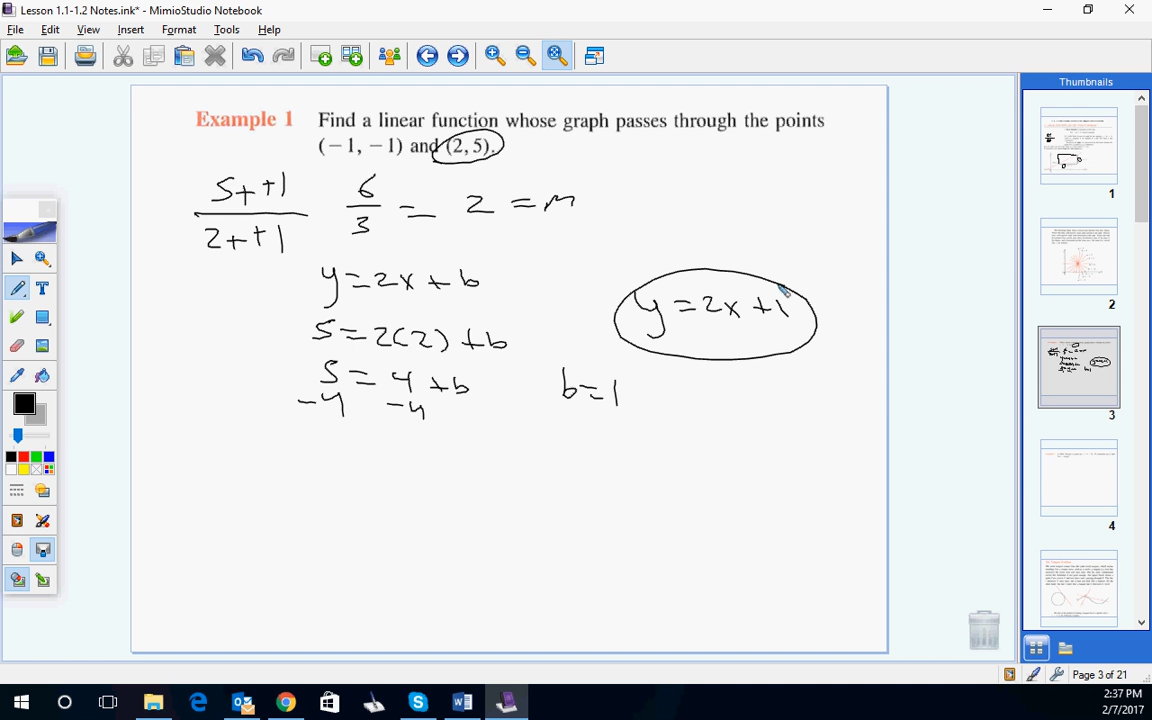 Lesson 1.1-1.2 Notes.ink* - MimioStudio Notebook
File Edit View Insert Format Tools Help
Thumbnails
Example 1 Find a linear function whose graph passes through the points
(−1, −1) and (2, 5).
5++1
2++1
6
3
= 2 = m
y = 2x + b
5 = 2(2) + b
5 = 4 + b
-4 -4
b = 1
y = 2x + 1
T
1
2
3
4
Page 3 of 21
2:37 PM
2/7/2017